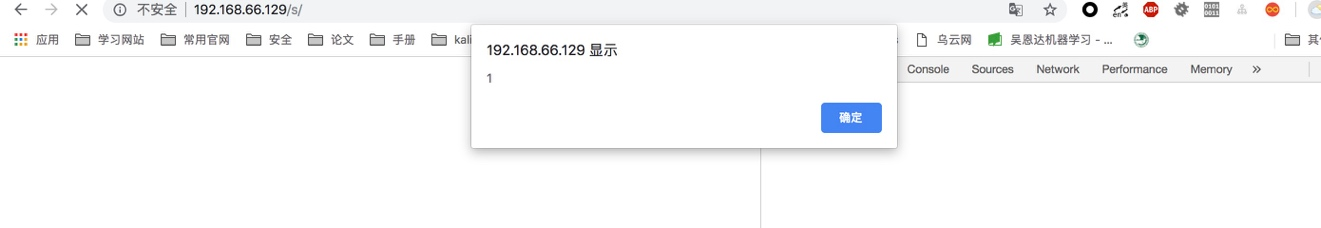 不安全 192.168.66.129/s/
应用 学习网站 常用官网 安全 论文 手册 乌云网 吴恩达机器学习 - ...
192.168.66.129 显示
1
确定
Console Sources Network Performance Memory »